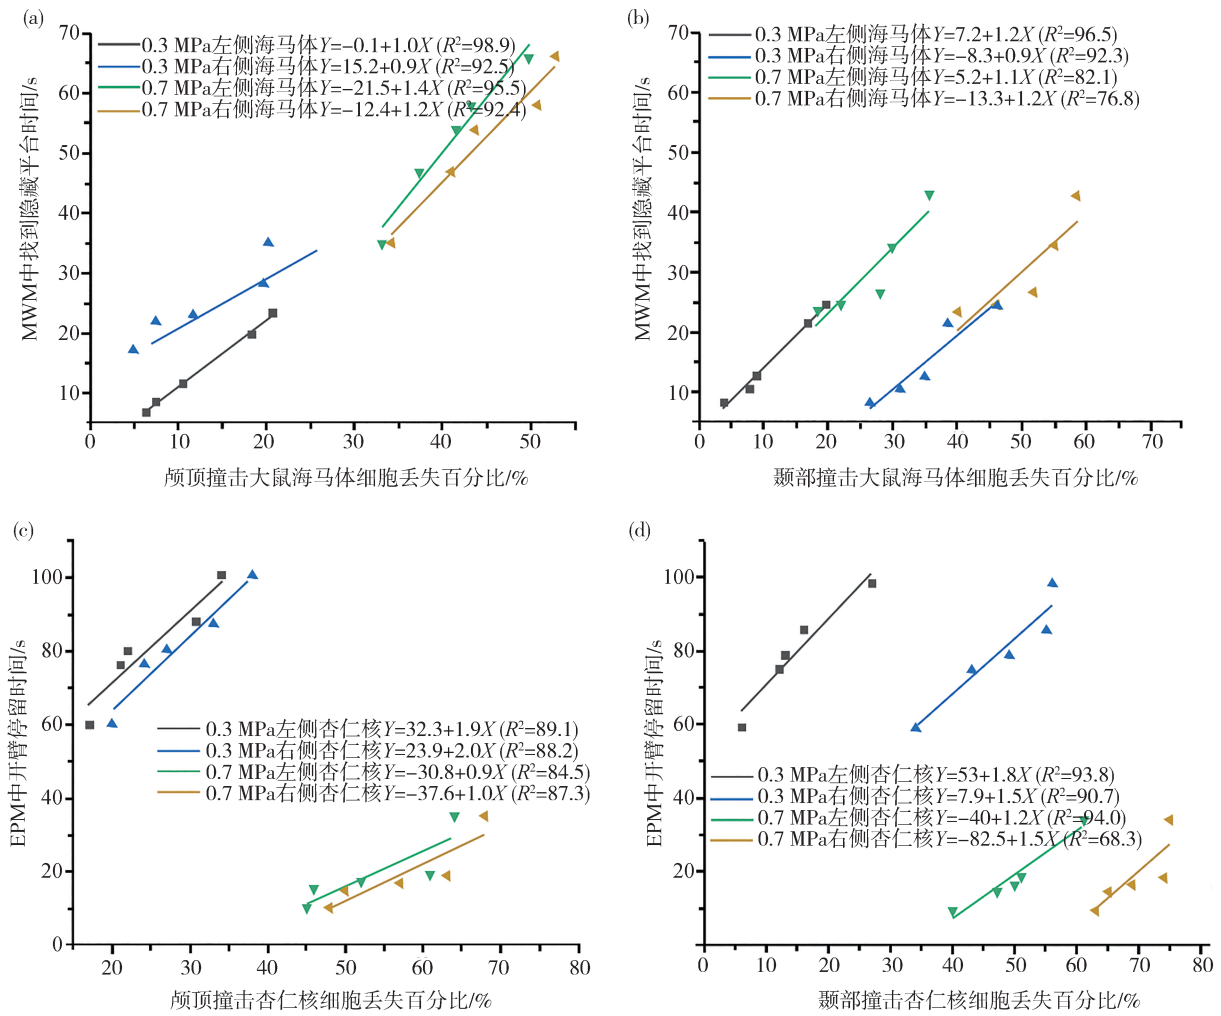 (a)
0.3 MPa左侧海马体Y=−0.1+1.0X (R²=98.9)
0.3 MPa右侧海马体Y=15.2+0.9X (R²=92.5)
0.7 MPa左侧海马体Y=−21.5+1.4X (R²=95.5)
0.7 MPa右侧海马体Y=−12.4+1.2X (R²=92.4)
MWM中找到隐藏平台时间/s
70
60
50
40
30
20
10
0 10 20 30 40 50
颅顶撞击大鼠海马体细胞丢失百分比/%
(b)
0.3 MPa左侧海马体Y=7.2+1.2X (R²=96.5)
0.3 MPa右侧海马体Y=−8.3+0.9X (R²=92.3)
0.7 MPa左侧海马体Y=5.2+1.1X (R²=82.1)
0.7 MPa右侧海马体Y=−13.3+1.2X (R²=76.8)
MWM中找到隐藏平台时间/s
70
60
50
40
30
20
10
0 10 20 30 40 50 60 70
颞部撞击大鼠海马体细胞丢失百分比/%
(c)
0.3 MPa左侧杏仁核Y=32.3+1.9X (R²=89.1)
0.3 MPa右侧杏仁核Y=23.9+2.0X (R²=88.2)
0.7 MPa左侧杏仁核Y=−30.8+0.9X (R²=84.5)
0.7 MPa右侧杏仁核Y=−37.6+1.0X (R²=87.3)
EPM中开臂停留时间/s
100
80
60
40
20
0
20 30 40 50 60 70 80
颅顶撞击杏仁核细胞丢失百分比/%
(d)
0.3 MPa左侧杏仁核Y=53+1.8X (R²=93.8)
0.3 MPa右侧杏仁核Y=7.9+1.5X (R²=90.7)
0.7 MPa左侧杏仁核Y=−40+1.2X (R²=94.0)
0.7 MPa右侧杏仁核Y=−82.5+1.5X (R²=68.3)
EPM中开臂停留时间/s
100
80
60
40
20
0 10 20 30 40 50 60 70 80
颞部撞击杏仁核细胞丢失百分比/%